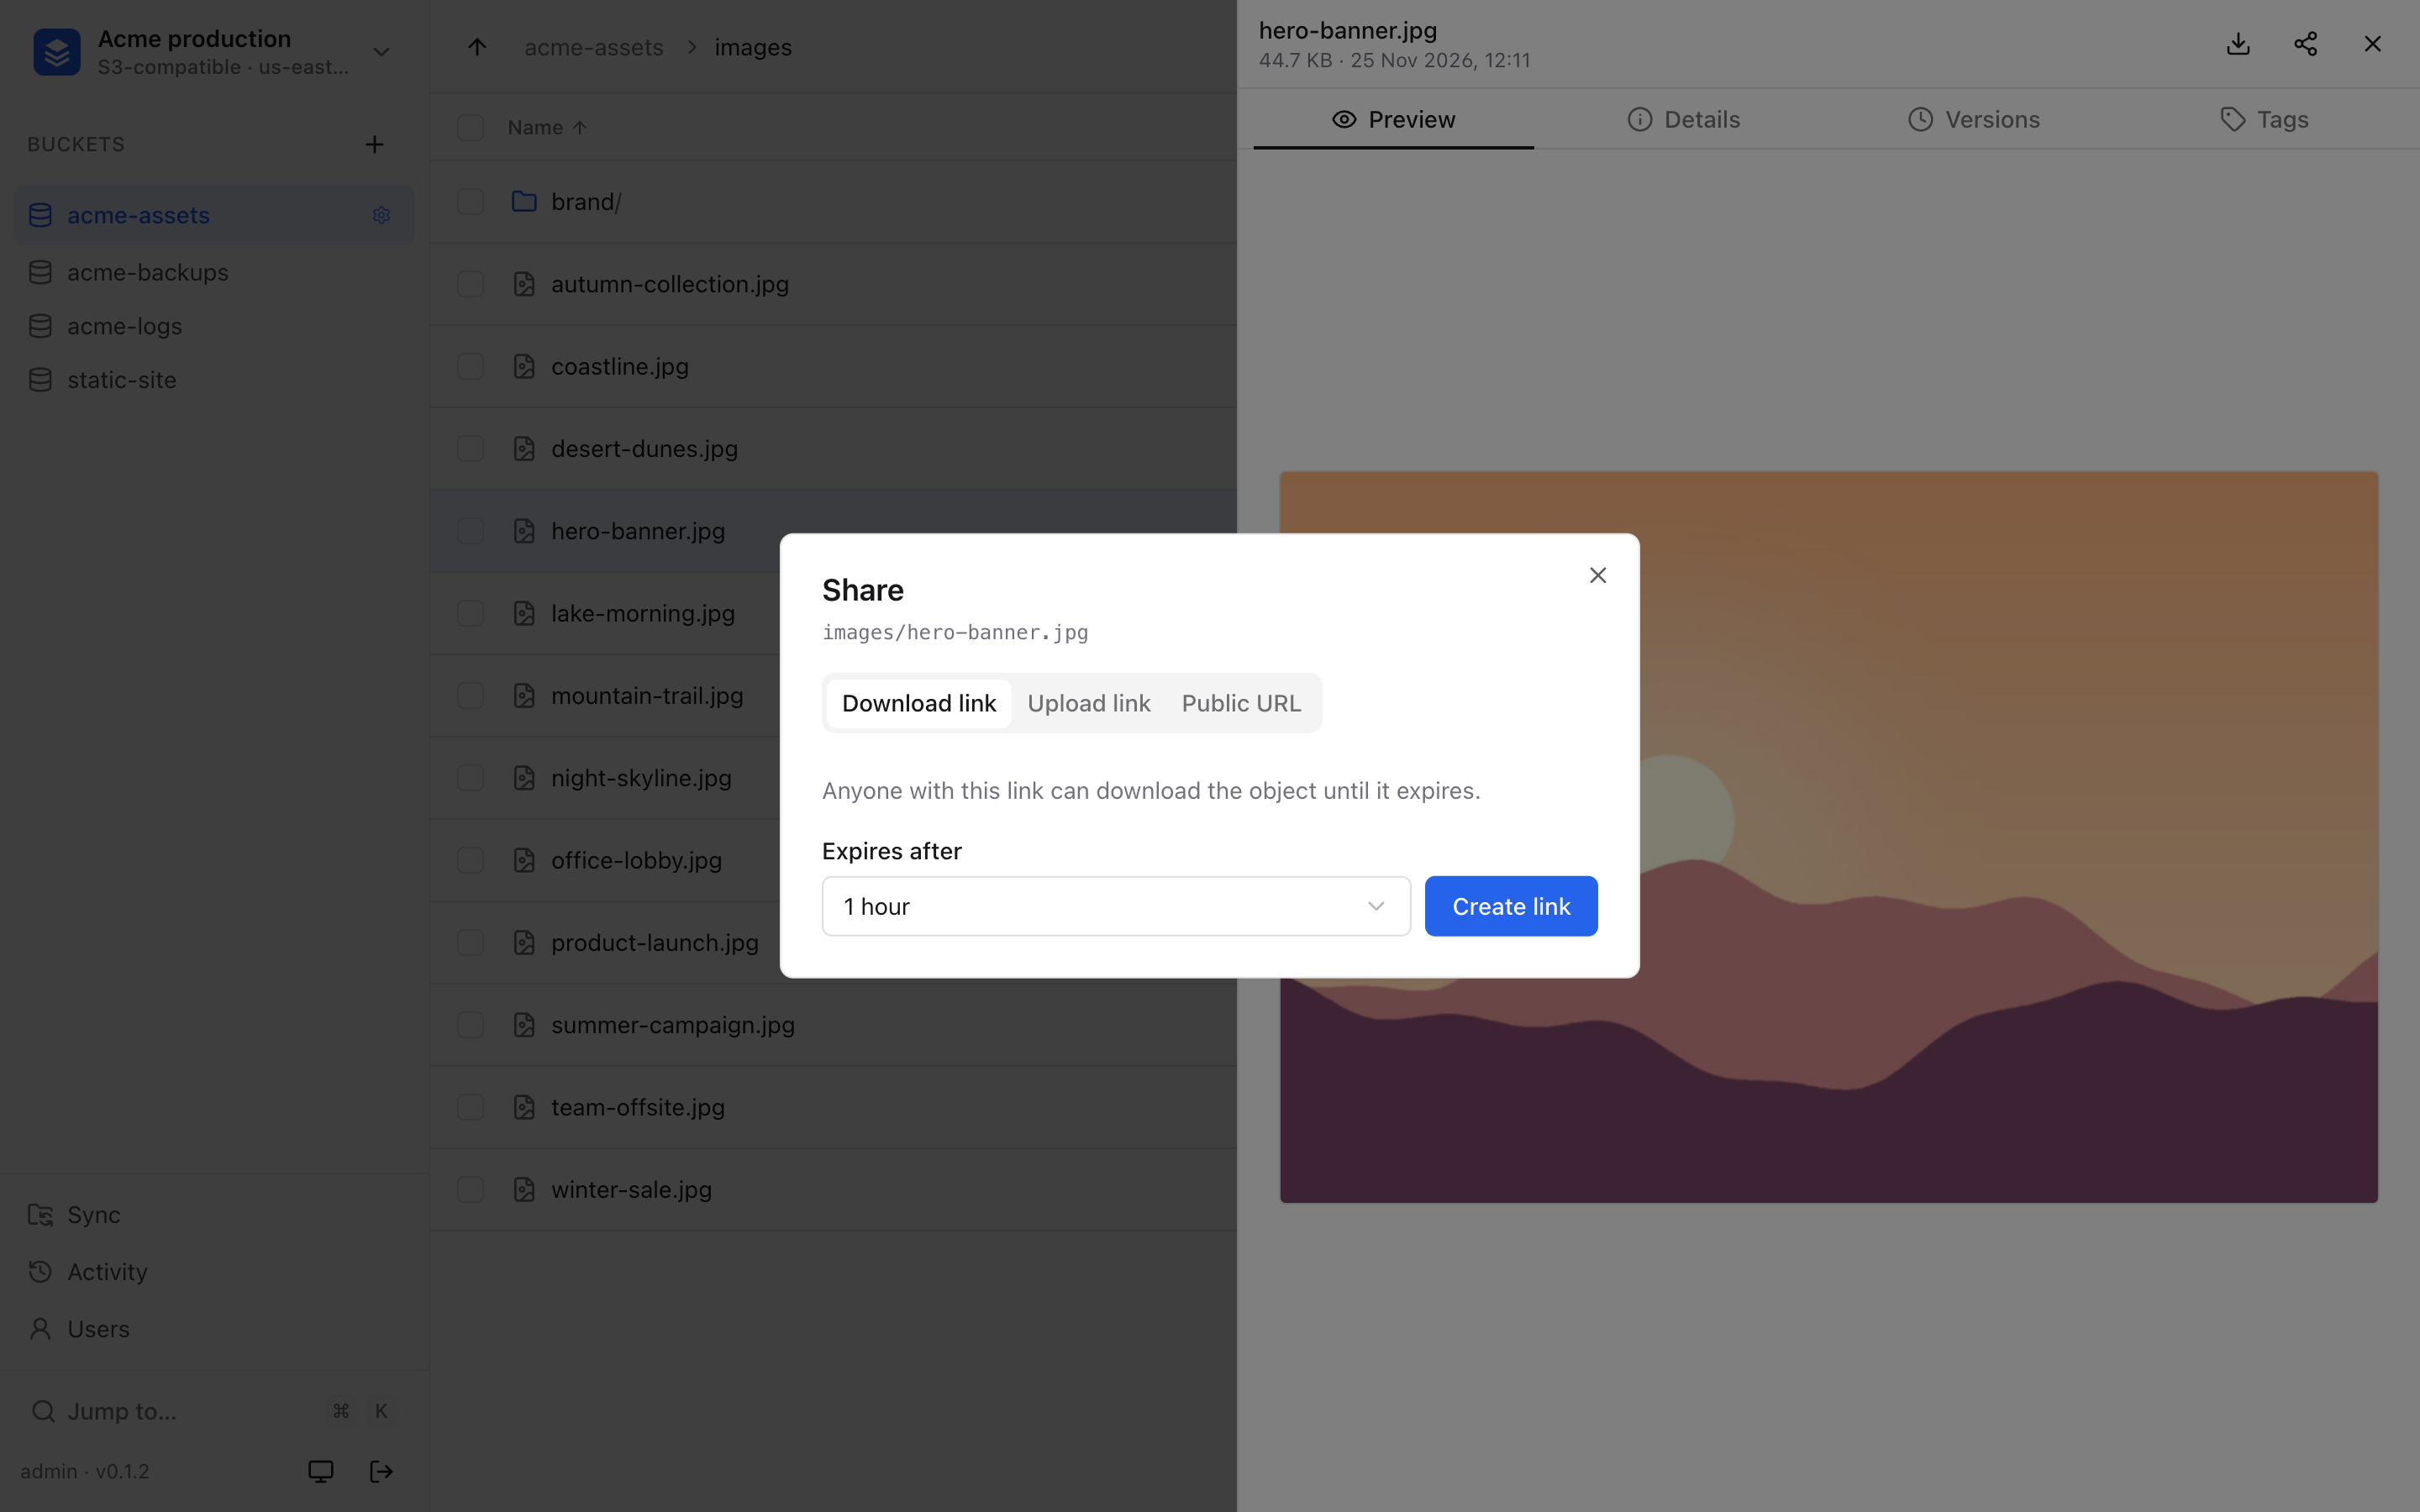 Acme production
S3-compatible · us-east...
BUCKETS
acme-assets
acme-backups
acme-logs
static-site
Sync
Activity
Users
Jump to...
⌘ K
admin · v0.1.2
acme-assets > images
Name ↑
brand/
autumn-collection.jpg
coastline.jpg
desert-dunes.jpg
hero-banner.jpg
lake-morning.jpg
mountain-trail.jpg
night-skyline.jpg
office-lobby.jpg
product-launch.jpg
summer-campaign.jpg
team-offsite.jpg
winter-sale.jpg
hero-banner.jpg
44.7 KB · 25 Nov 2026, 12:11
Preview Details Versions Tags
Share
images/hero-banner.jpg
Download link Upload link Public URL
Anyone with this link can download the object until it expires.
Expires after
1 hour Create link